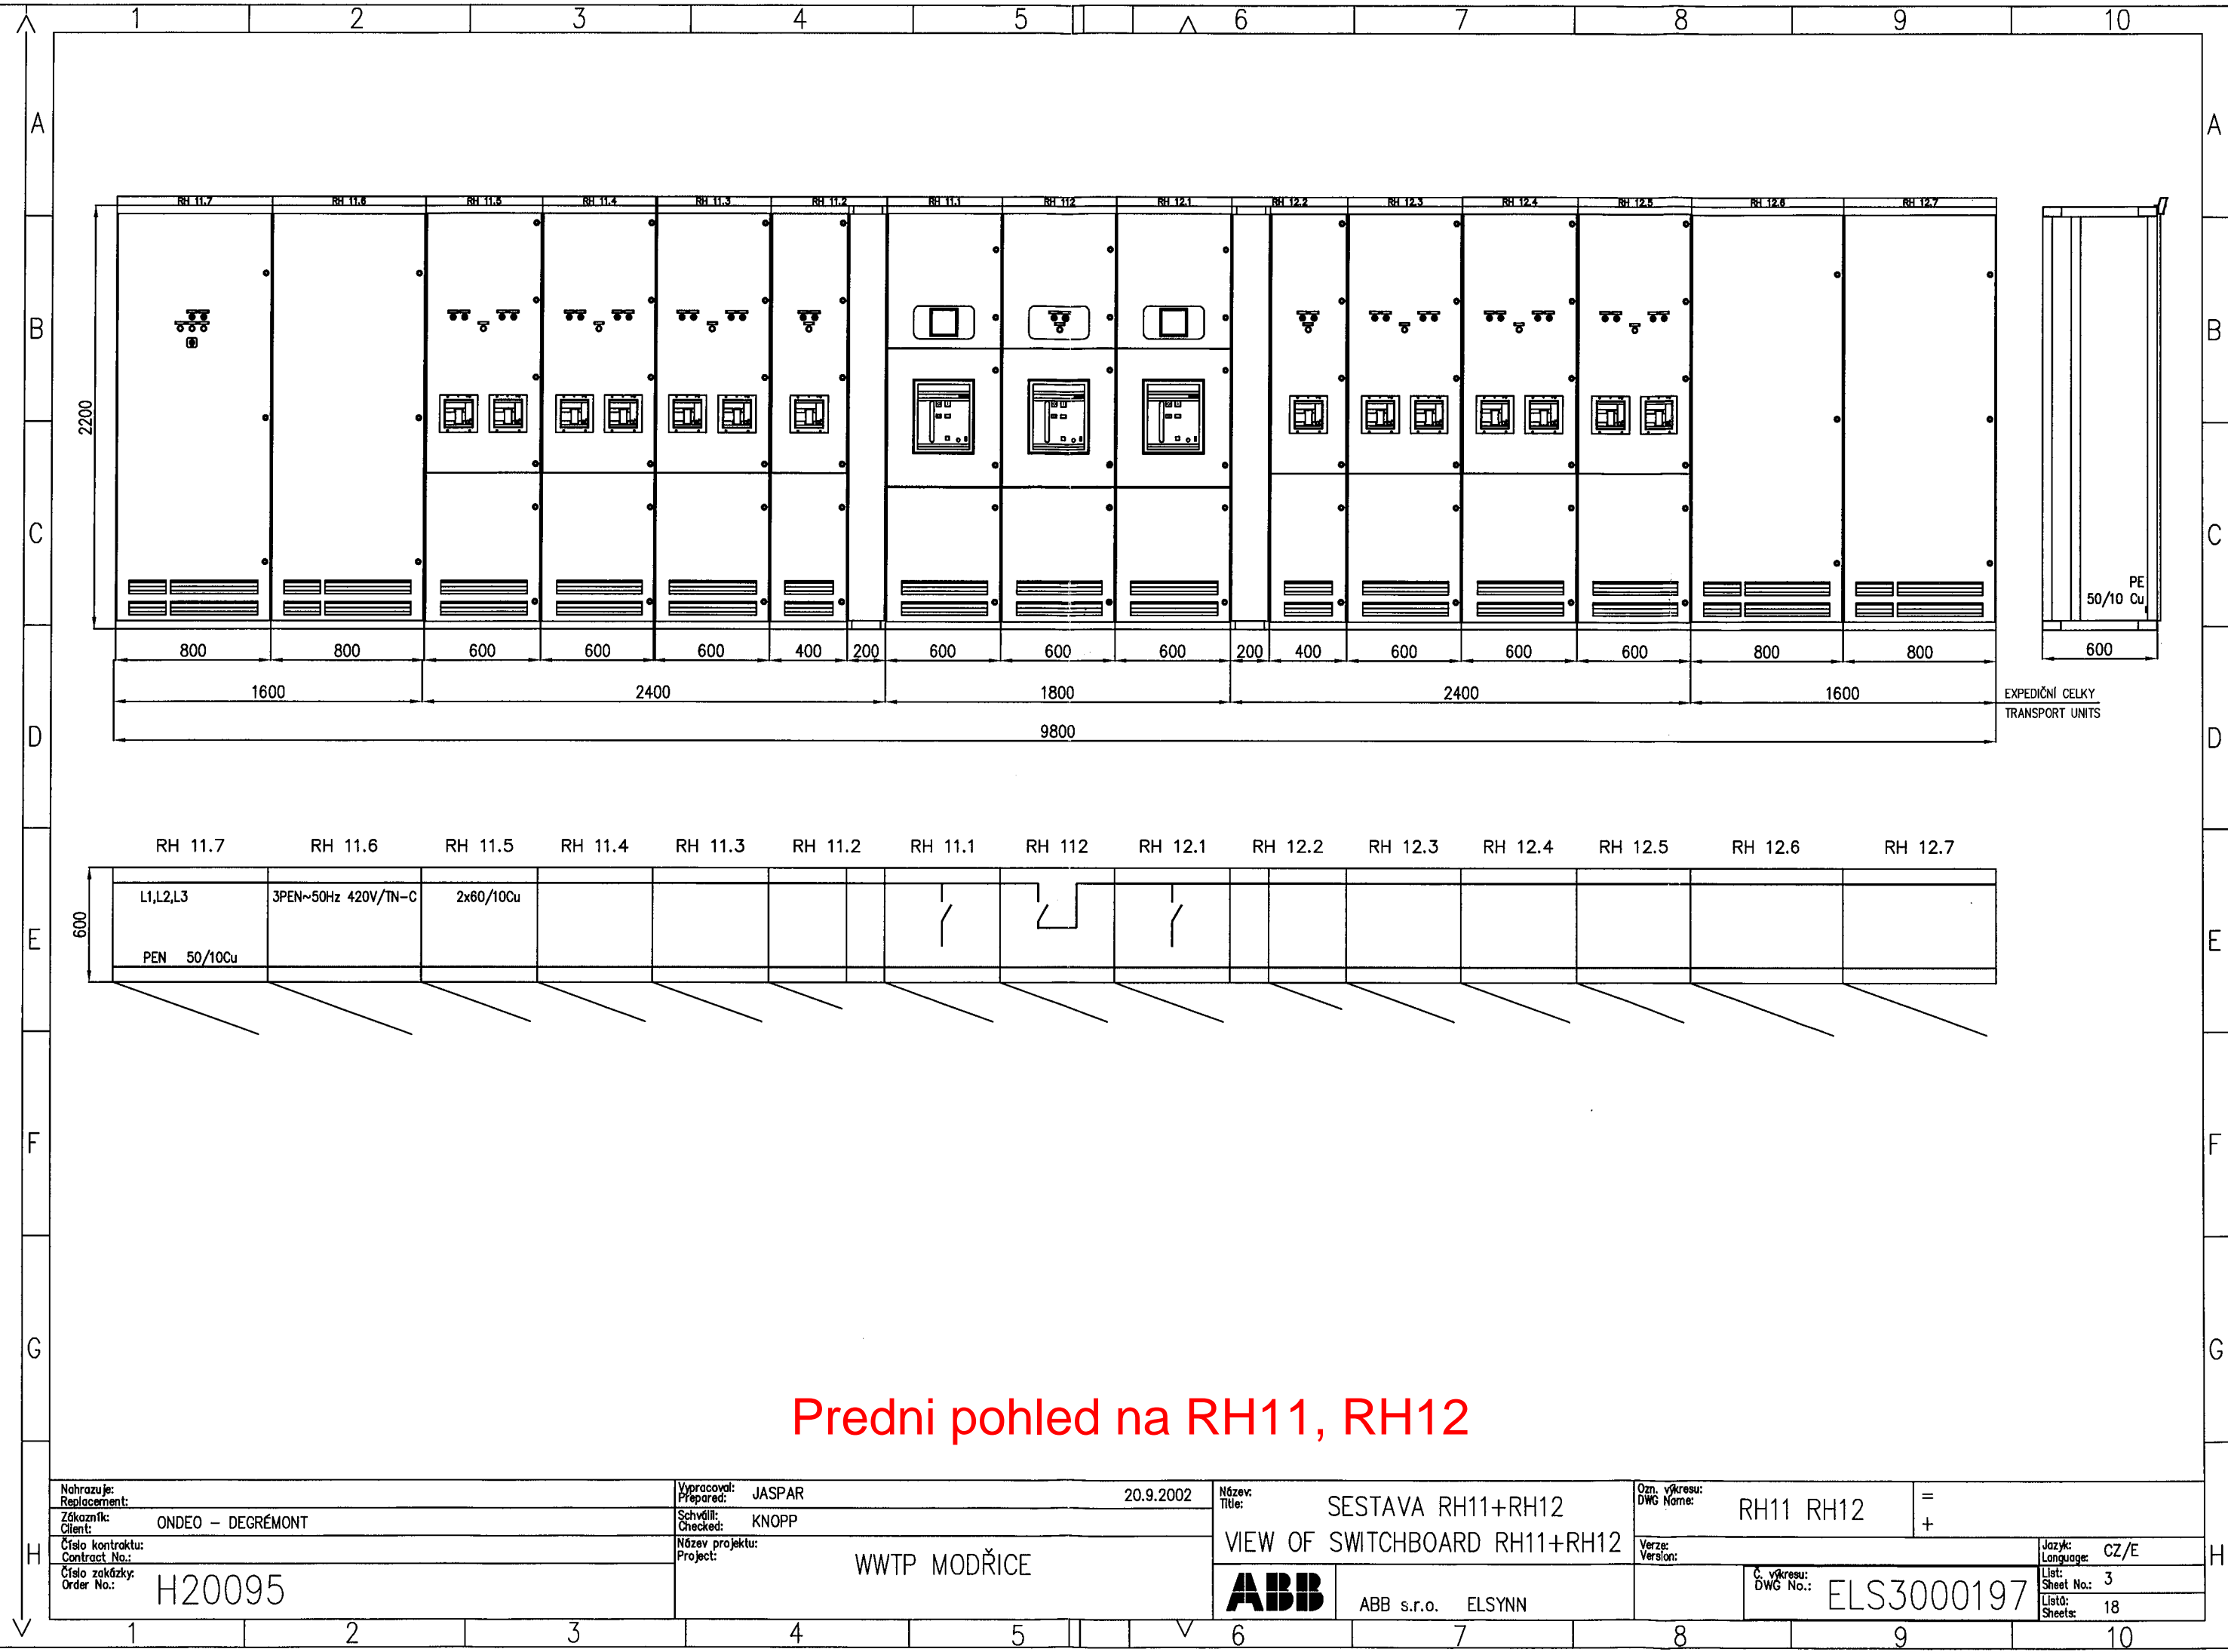 1 2 3 4 5 6 7 8 9 10
A A
B B
C C
D D
E E
F F
G G
H H
RH 11.7 RH 11.6 RH 11.5 RH 11.4 RH 11.3 RH 11.2 RH 11.1 RH 112 RH 12.1 RH 12.2 RH 12.3 RH 12.4 RH 12.5 RH 12.6 RH 12.7
2200
PE
50/10 Cu
800 800 600 600 600 400 200 600 600 600 200 400 600 600 600 800 800 600
1600 2400 1800 2400 1600
EXPEDIČNÍ CELKY
TRANSPORT UNITS
9800
RH 11.7 RH 11.6 RH 11.5 RH 11.4 RH 11.3 RH 11.2 RH 11.1 RH 112 RH 12.1 RH 12.2 RH 12.3 RH 12.4 RH 12.5 RH 12.6 RH 12.7
600
L1,L2,L3 3PEN~50Hz 420V/TN-C 2x60/10Cu
PEN 50/10Cu
Predni pohled na RH11, RH12
Nahrazuje:
Replacement:
Zákazník:
Client:
ONDEO - DEGRÉMONT
Číslo kontraktu:
Contract No.:
Číslo zakázky:
Order No.:
H20095
Vypracoval:
Prepared:
JASPAR 20.9.2002
Schválil:
Checked:
KNOPP
Název projektu:
Project:
WWTP MODŘICE
Název:
Title:
SESTAVA RH11+RH12
VIEW OF SWITCHBOARD RH11+RH12
ABB
ABB s.r.o. ELSYNN
Ozn. výkresu:
DWG Name:
RH11 RH12
=
+
Verze:
Version:
Jazyk:
Language:
CZ/E
Č. výkresu:
DWG No.:
ELS3000197
List:
Sheet No.:
3
Listů:
Sheets:
18
1 2 3 4 5 6 7 8 9 10